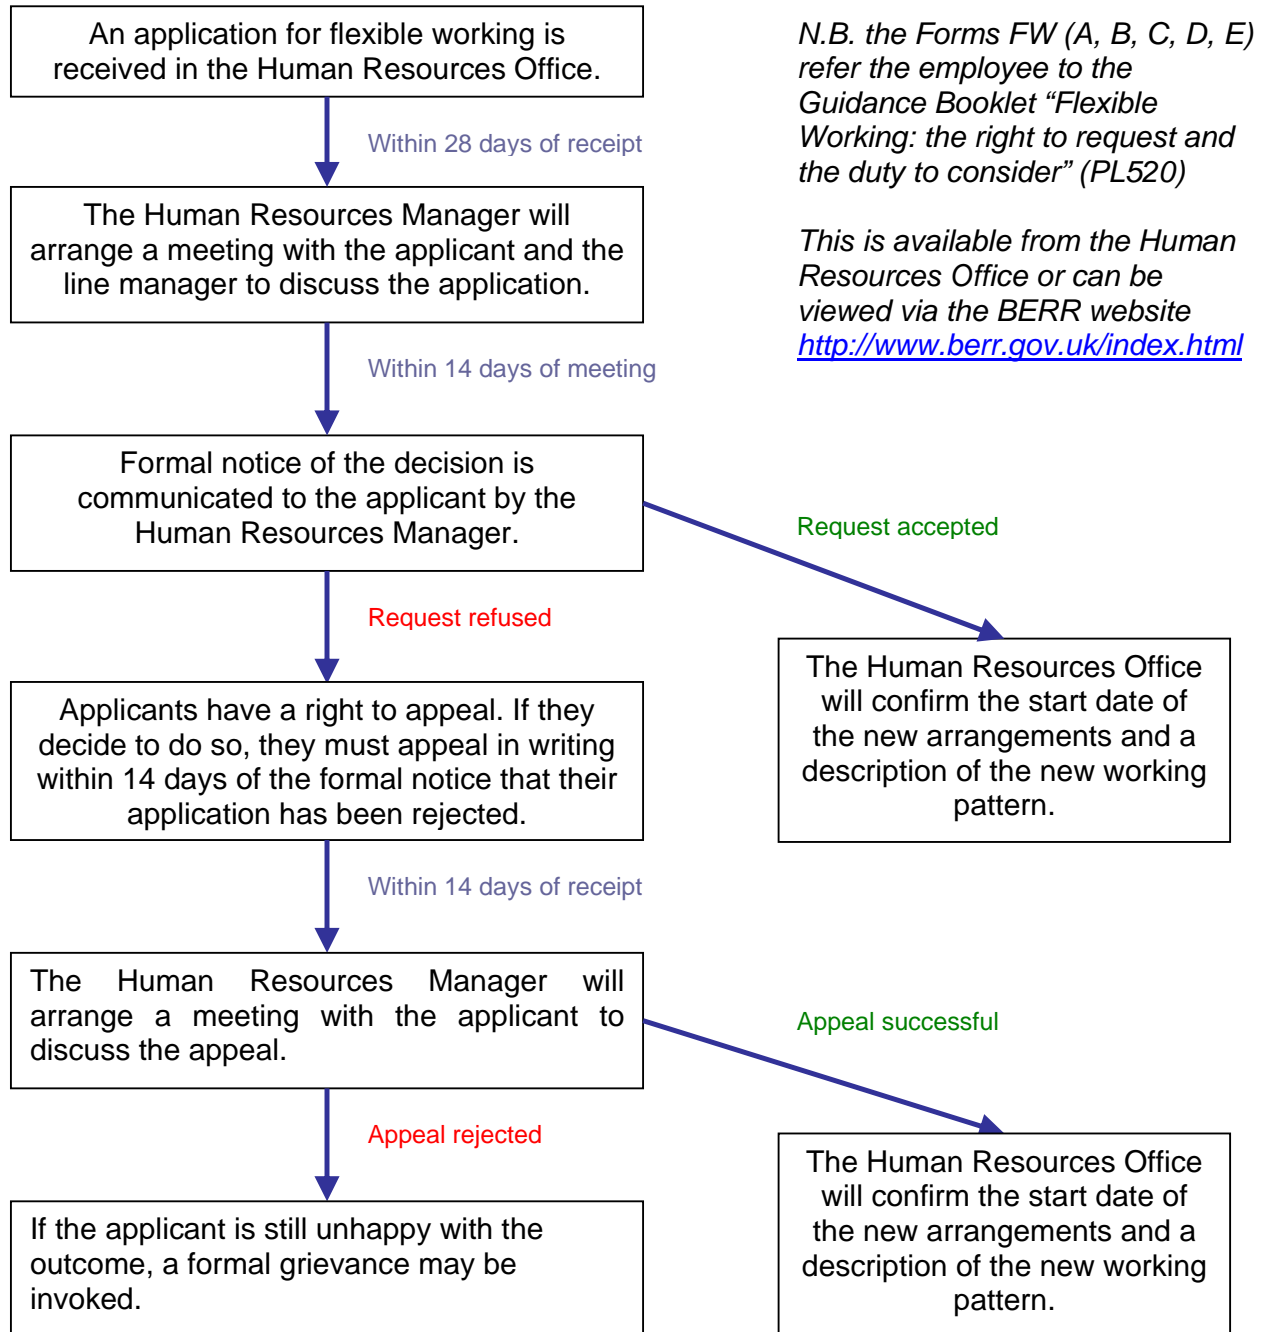 An application for flexible working is
received in the Human Resources Office.
N.B. the Forms FW (A, B, C, D, E)
refer the employee to the
Guidance Booklet “Flexible
Working: the right to request and
the duty to consider” (PL520)
This is available from the Human
Resources Office or can be
viewed via the BERR website
http://www.berr.gov.uk/index.html
Within 28 days of receipt
The Human Resources Manager will
arrange a meeting with the applicant and the
line manager to discuss the application.
Within 14 days of meeting
Formal notice of the decision is
communicated to the applicant by the
Human Resources Manager.
Request accepted
Request refused
The Human Resources Office
will confirm the start date of
the new arrangements and a
description of the new working
pattern.
Applicants have a right to appeal. If they
decide to do so, they must appeal in writing
within 14 days of the formal notice that their
application has been rejected.
Within 14 days of receipt
The Human Resources Manager will
arrange a meeting with the applicant to
discuss the appeal.
Appeal successful
Appeal rejected
The Human Resources Office
will confirm the start date of
the new arrangements and a
description of the new working
pattern.
If the applicant is still unhappy with the
outcome, a formal grievance may be
invoked.